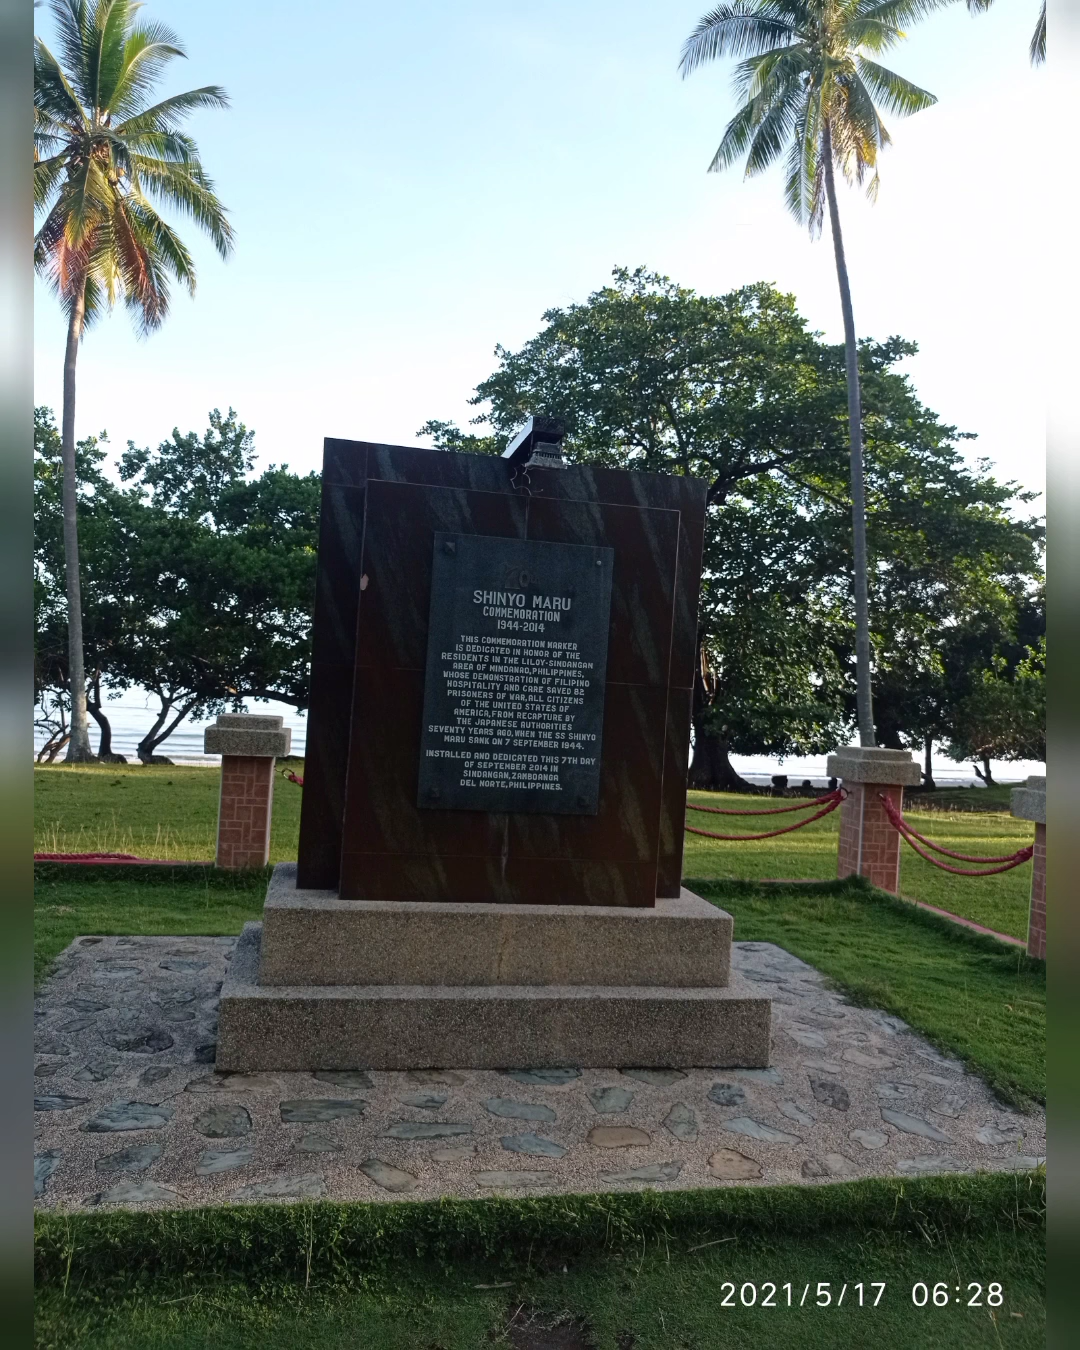 SHINYO MARU
COMMEMORATION
1944-2014
THIS COMMEMORATION MARKER
IS DEDICATED IN HONOR OF THE
RESIDENTS IN THE LILOY-SINDANGAN
AREA OF MINDANAO, PHILIPPINES,
WHOSE DEMONSTRATION OF FILIPINO
HOSPITALITY AND CARE SAVED 82
PRISONERS OF WAR, ALL CITIZENS
OF THE UNITED STATES OF
AMERICA, FROM RECAPTURE BY
THE JAPANESE AUTHORITIES
SEVENTY YEARS AGO, WHEN THE SS SHINYO
MARU SANK ON 7 SEPTEMBER 1944.
INSTALLED AND DEDICATED THIS 7TH DAY
OF SEPTEMBER 2014 IN
SINDANGAN, ZAMBOANGA
DEL NORTE, PHILIPPINES.
2021/5/17 06:28